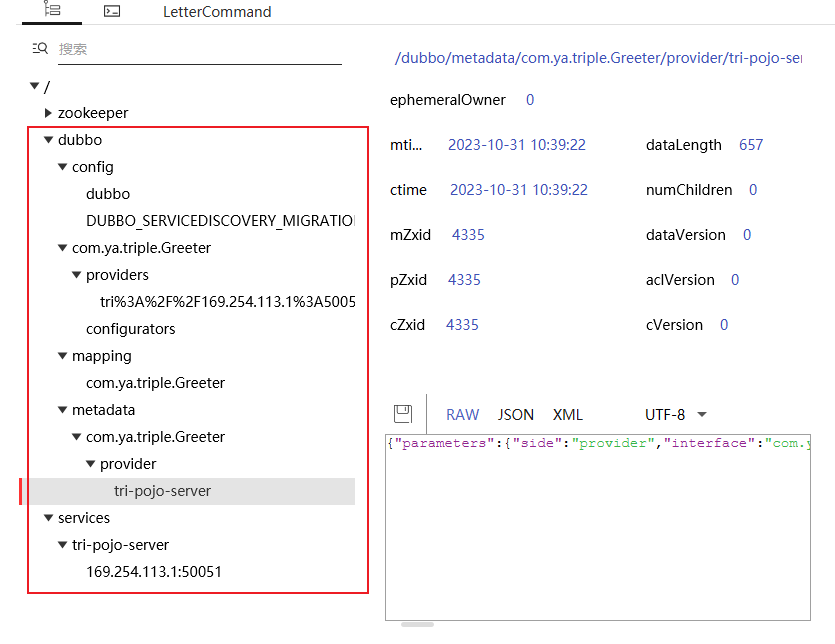 LetterCommand
搜索
/
zookeeper
dubbo
config
dubbo
DUBBO_SERVICEDISCOVERY_MIGRATION
com.ya.triple.Greeter
providers
tri%3A%2F%2F169.254.113.1%3A5005
configurators
mapping
com.ya.triple.Greeter
metadata
com.ya.triple.Greeter
provider
tri-pojo-server
services
tri-pojo-server
169.254.113.1:50051
/dubbo/metadata/com.ya.triple.Greeter/provider/tri-pojo-ser
ephemeralOwner 0
mti... 2023-10-31 10:39:22 dataLength 657
ctime 2023-10-31 10:39:22 numChildren 0
mZxid 4335 dataVersion 0
pZxid 4335 aclVersion 0
cZxid 4335 cVersion 0
RAW JSON XML UTF-8
{"parameters":{"side":"provider","interface":"com.y